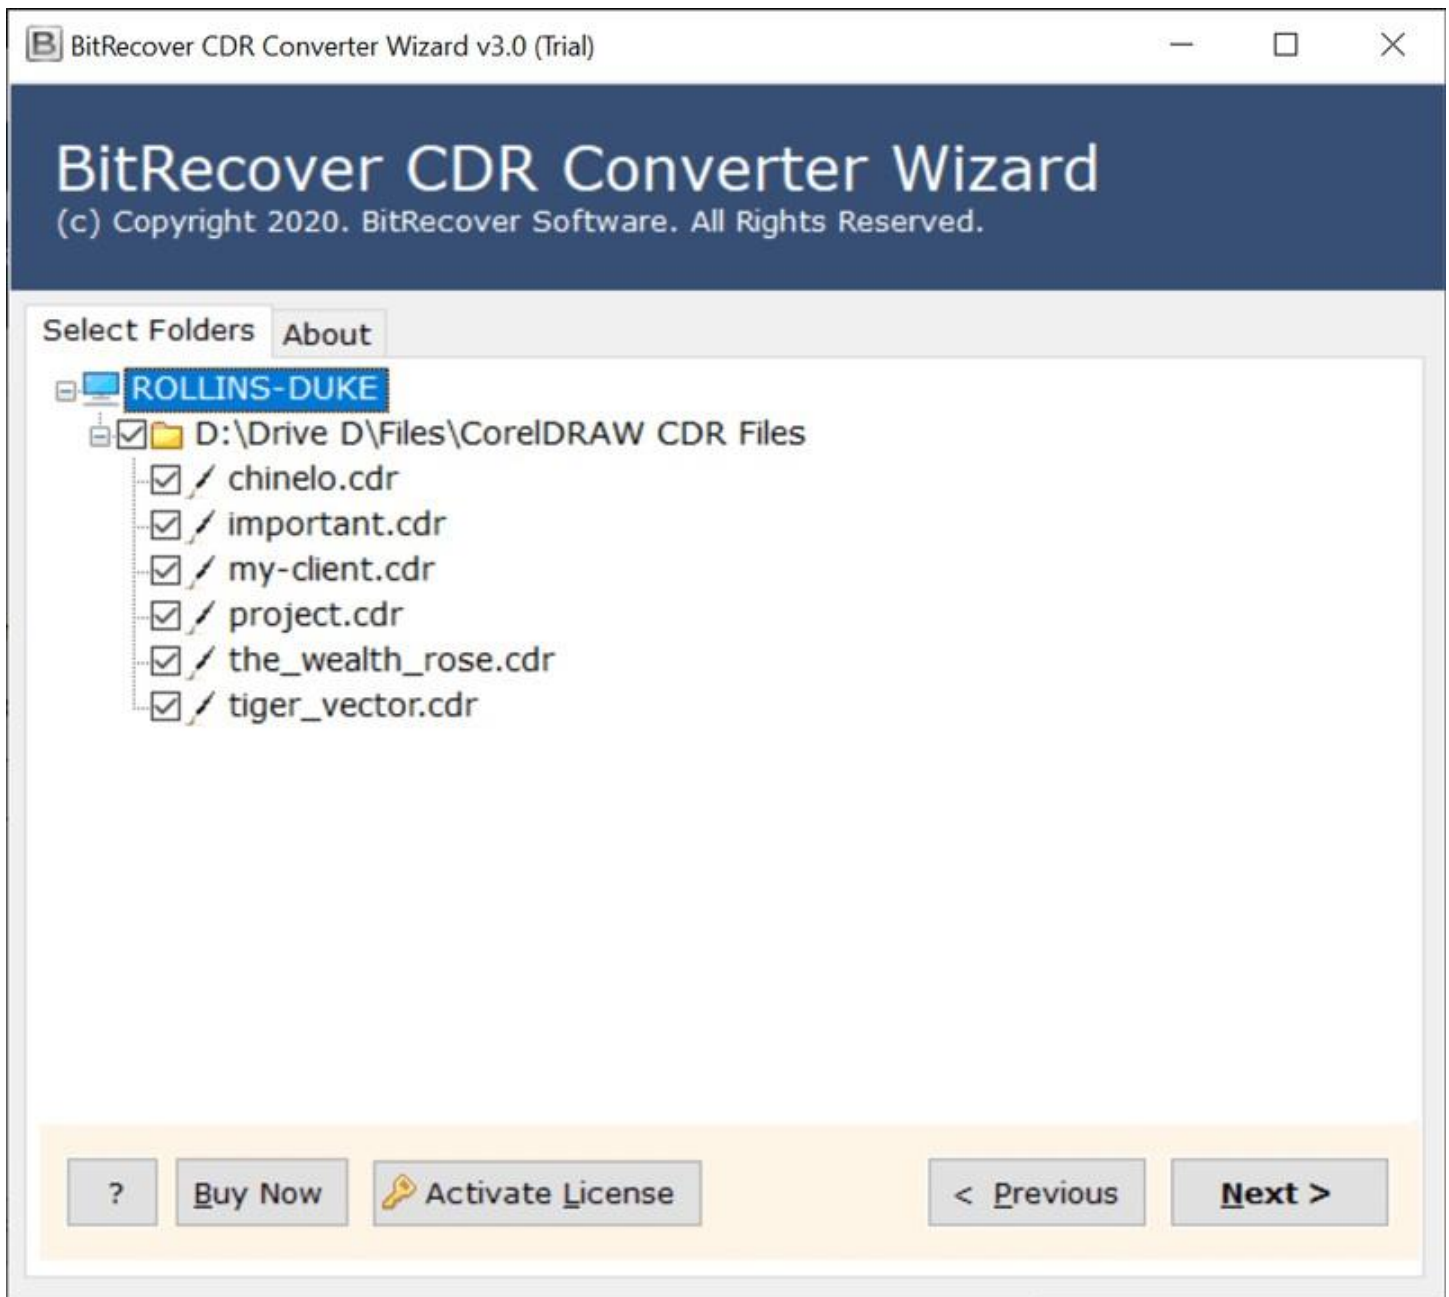 BitRecover CDR Converter Wizard v3.0 (Trial)
BitRecover CDR Converter Wizard
(c) Copyright 2020. BitRecover Software. All Rights Reserved.
Select Folders About
ROLLINS-DUKE
D:\Drive D\Files\CorelDRAW CDR Files
chinelo.cdr
important.cdr
my-client.cdr
project.cdr
the_wealth_rose.cdr
tiger_vector.cdr
? Buy Now Activate License < Previous Next >